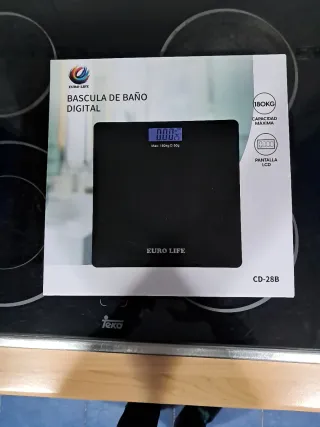 EURO LIFE
BASCULA DE BAÑO
DIGITAL
180KG
CAPACIDAD
MÁXIMA
PANTALLA
LCD
EURO LIFE
CD-28B
Teka